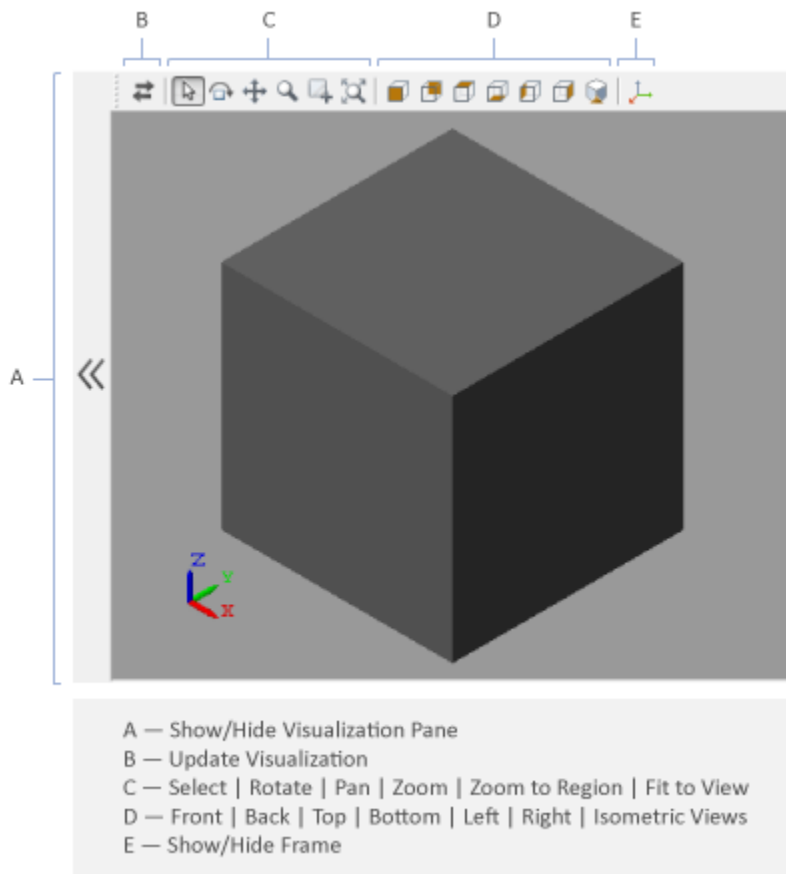 B C D E
A
Z
Y
X
A — Show/Hide Visualization Pane
B — Update Visualization
C — Select | Rotate | Pan | Zoom | Zoom to Region | Fit to View
D — Front | Back | Top | Bottom | Left | Right | Isometric Views
E — Show/Hide Frame